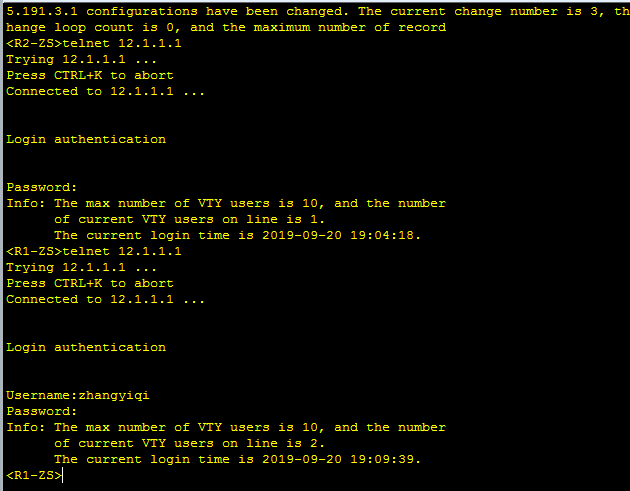 5.191.3.1 configurations have been changed. The current change number is 3, th
hange loop count is 0, and the maximum number of record
<R2-ZS>telnet 12.1.1.1
Trying 12.1.1.1 ...
Press CTRL+K to abort
Connected to 12.1.1.1 ...
Login authentication
Password:
Info: The max number of VTY users is 10, and the number
of current VTY users on line is 1.
The current login time is 2019-09-20 19:04:18.
<R1-ZS>telnet 12.1.1.1
Trying 12.1.1.1 ...
Press CTRL+K to abort
Connected to 12.1.1.1 ...
Login authentication
Username:zhangyiqi
Password:
Info: The max number of VTY users is 10, and the number
of current VTY users on line is 2.
The current login time is 2019-09-20 19:09:39.
<R1-ZS>